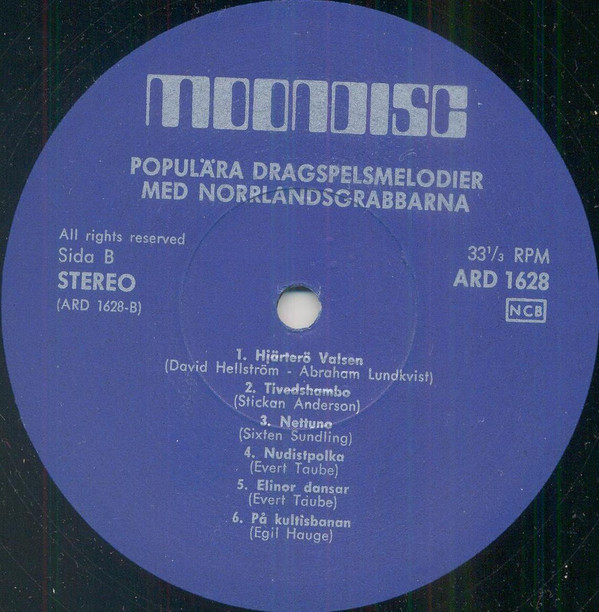 MOONDISC
POPULÄRA DRAGSPELSMELODIER
MED NORRLANDSGRABBARNA
All rights reserved
Sida B
STEREO
(ARD 1628-B)
33 1/3 RPM
ARD 1628
NCB
1. Hjärterö Valsen
(David Hellström - Abraham Lundkvist)
2. Tivedshambo
(Stickan Anderson)
3. Nettuno
(Sixten Sundling)
4. Nudistpolka
(Evert Taube)
5. Elinor dansar
(Evert Taube)
6. På kultisbanan
(Egil Hauge)